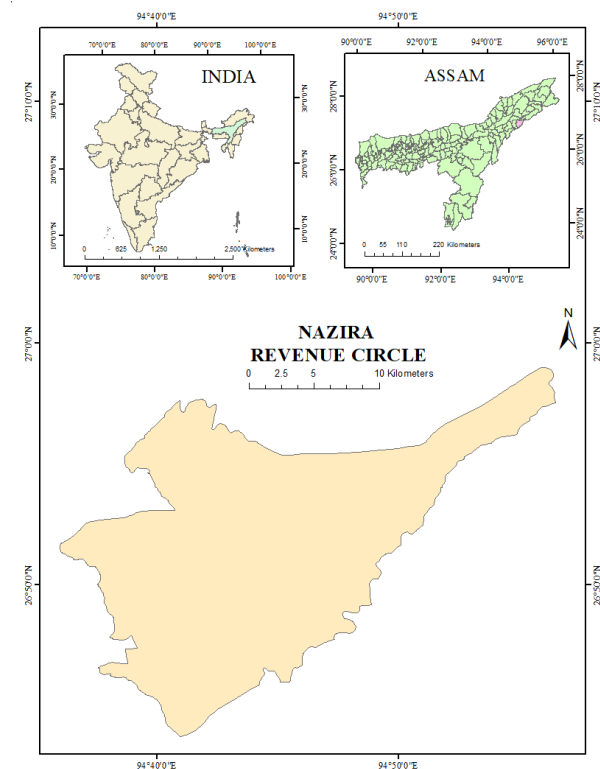 94°40'0"E 94°50'0"E
70°0'0"E 80°0'0"E 90°0'0"E 100°0'0"E
90°0'0"E 92°0'0"E 94°0'0"E 96°0'0"E
INDIA
ASSAM
27°10'0"N
30°0'0"N
30°0'0"N
28°0'0"N
28°0'0"N
27°10'0"N
20°0'0"N
20°0'0"N
26°0'0"N
26°0'0"N
10°0'0"N
10°0'0"N
24°0'0"N
24°0'0"N
0 625 1,250 2,500 Kilometers
0 55 110 220 Kilometers
70°0'0"E 80°0'0"E 90°0'0"E 100°0'0"E
90°0'0"E 92°0'0"E 94°0'0"E
N
NAZIRA
REVENUE CIRCLE
27°0'0"N
27°0'0"N
0 2.5 5 10 Kilometers
26°50'0"N
26°50'0"N
94°40'0"E 94°50'0"E